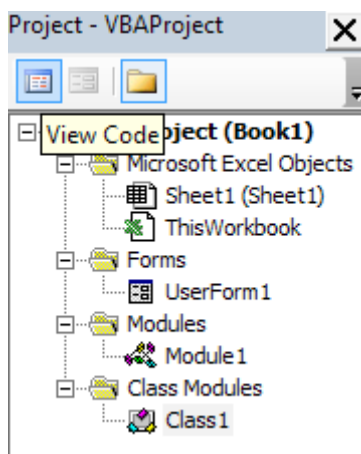 Project - VBAProject
View Code
oject (Book1)
Microsoft Excel Objects
Sheet1 (Sheet1)
ThisWorkbook
Forms
UserForm1
Modules
Module1
Class Modules
Class1